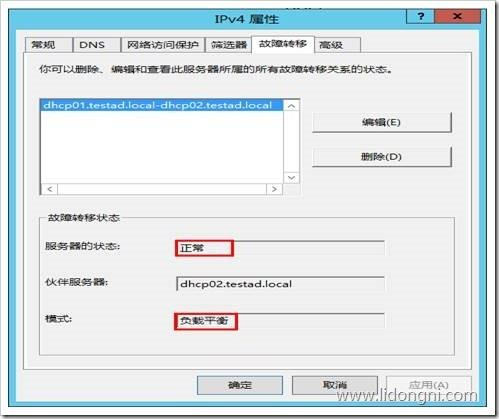 IPv4 属性
常规 DNS 网络访问保护 筛选器 故障转移 高级
你可以删除、编辑和查看此服务器所属的所有故障转移关系的状态。
dhcp01.testad.local-dhcp02.testad.local
编辑(E)
删除(D)
故障转移状态
服务器的状态: 正常
伙伴服务器: dhcp02.testad.local
模式: 负载平衡
确定 取消 应用(A)
www.lidongni.com